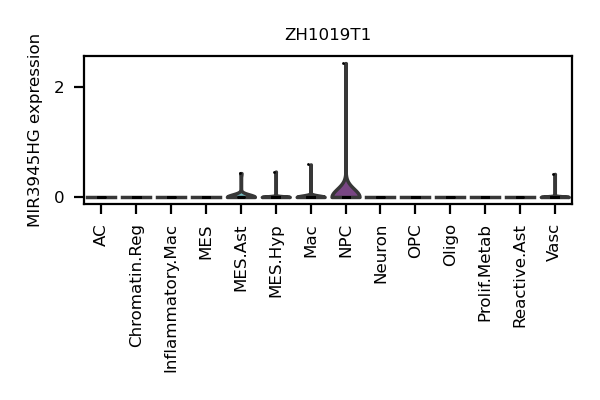 ZH1019T1
MIR3945HG expression
2
0
AC
Chromatin.Reg
Inflammatory.Mac
MES
MES.Ast
MES.Hyp
Mac
NPC
Neuron
OPC
Oligo
Prolif.Metab
Reactive.Ast
Vasc